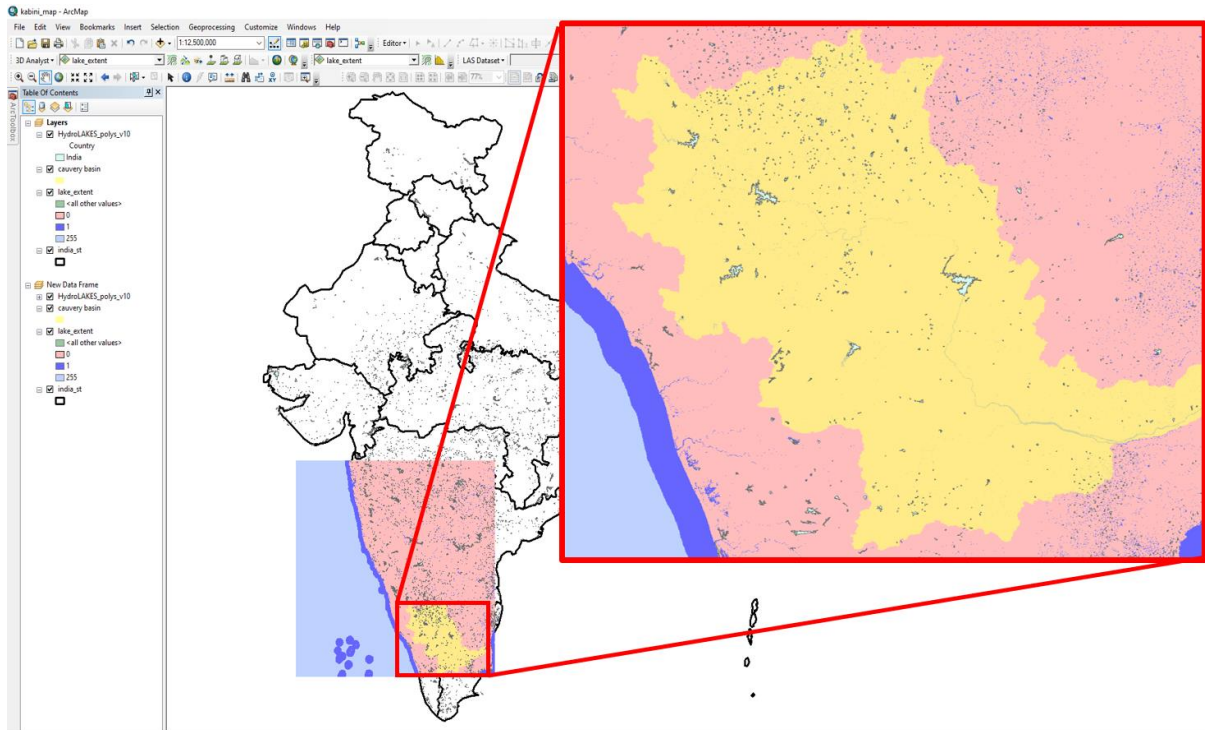 kabini_map - ArcMap
File Edit View Bookmarks Insert Selection Geoprocessing Customize Windows Help
1:12,500,000 Editor
3D Analyst lake_extent lake_extent LAS Dataset
77%
Table Of Contents
ArcToolbox
Layers
HydroLAKES_polys_v10
Country
India
cauvery basin
lake_extent
<all other values>
0
1
255
india_st
New Data Frame
HydroLAKES_polys_v10
cauvery basin
lake_extent
<all other values>
0
1
255
india_st